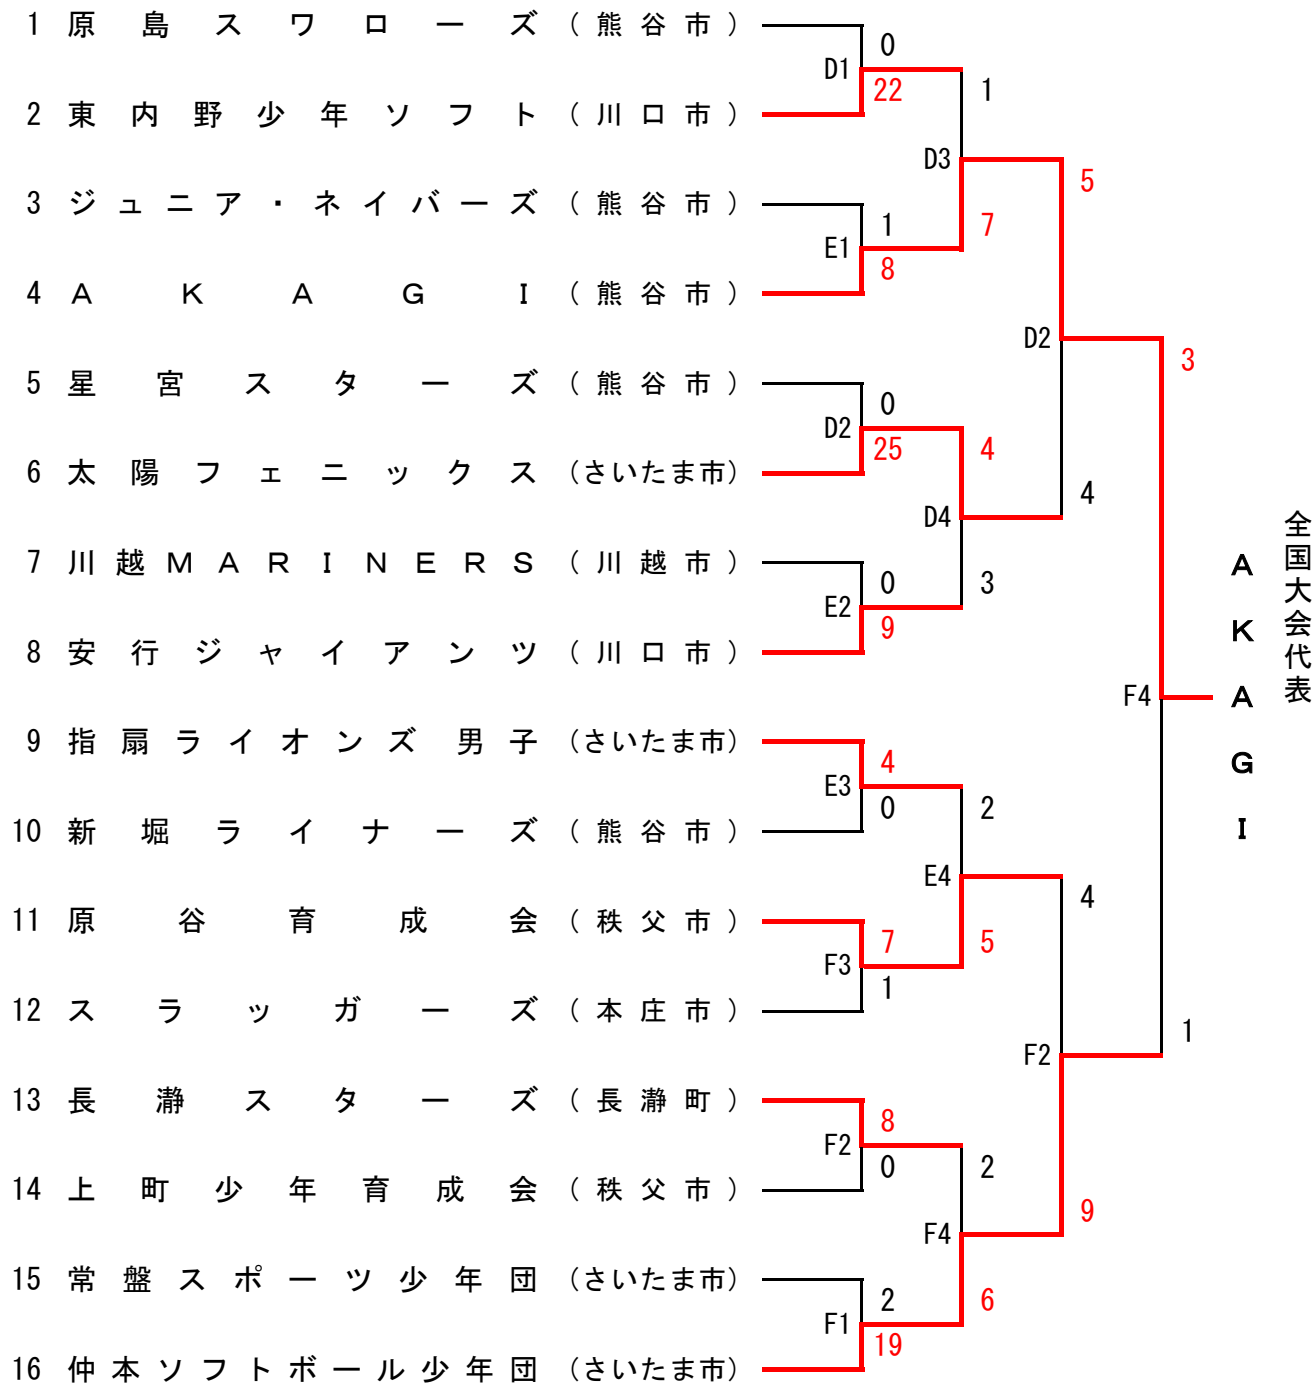 1 原島スワローズ (熊谷市)
0
D1
22
1
2 東内野少年ソフト (川口市)
D3
5
3 ジュニア・ネイバーズ (熊谷市)
1
7
E1
8
4 AKAGI (熊谷市)
D2
3
5 星宮スターズ (熊谷市)
0
D2
25
4
6 太陽フェニックス (さいたま市)
4
D4
7 川越MARINERS (川越市)
0
3
E2
9
8 安行ジャイアンツ (川口市)
全国大会代表
AKAGI
F4
9 指扇ライオンズ男子 (さいたま市)
4
E3
0
2
10 新堀ライナーズ (熊谷市)
E4
4
11 原谷育成会 (秩父市)
7
5
F3
1
12 スラッガーズ (本庄市)
1
F2
13 長瀞スターズ (長瀞町)
8
F2
0
2
14 上町少年育成会 (秩父市)
9
F4
15 常盤スポーツ少年団 (さいたま市)
2
6
F1
19
16 仲本ソフトボール少年団 (さいたま市)